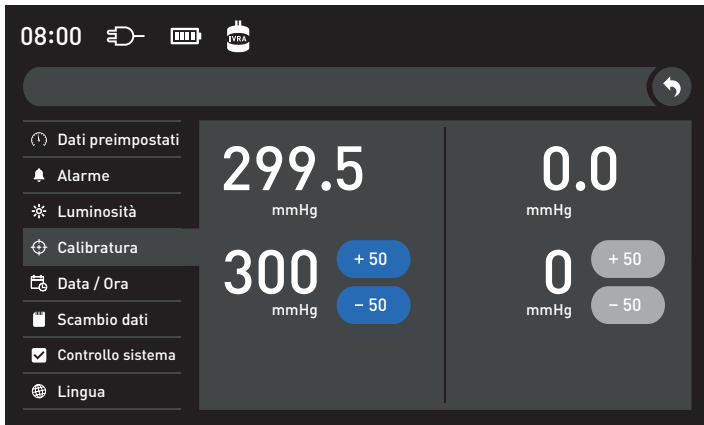 08:00
IVRA
Dati preimpostati
Alarme
Luminosità
Calibratura
Data / Ora
Scambio dati
Controllo sistema
Lingua
299.5
mmHg
300
mmHg
+ 50
– 50
0.0
mmHg
0
mmHg
+ 50
– 50